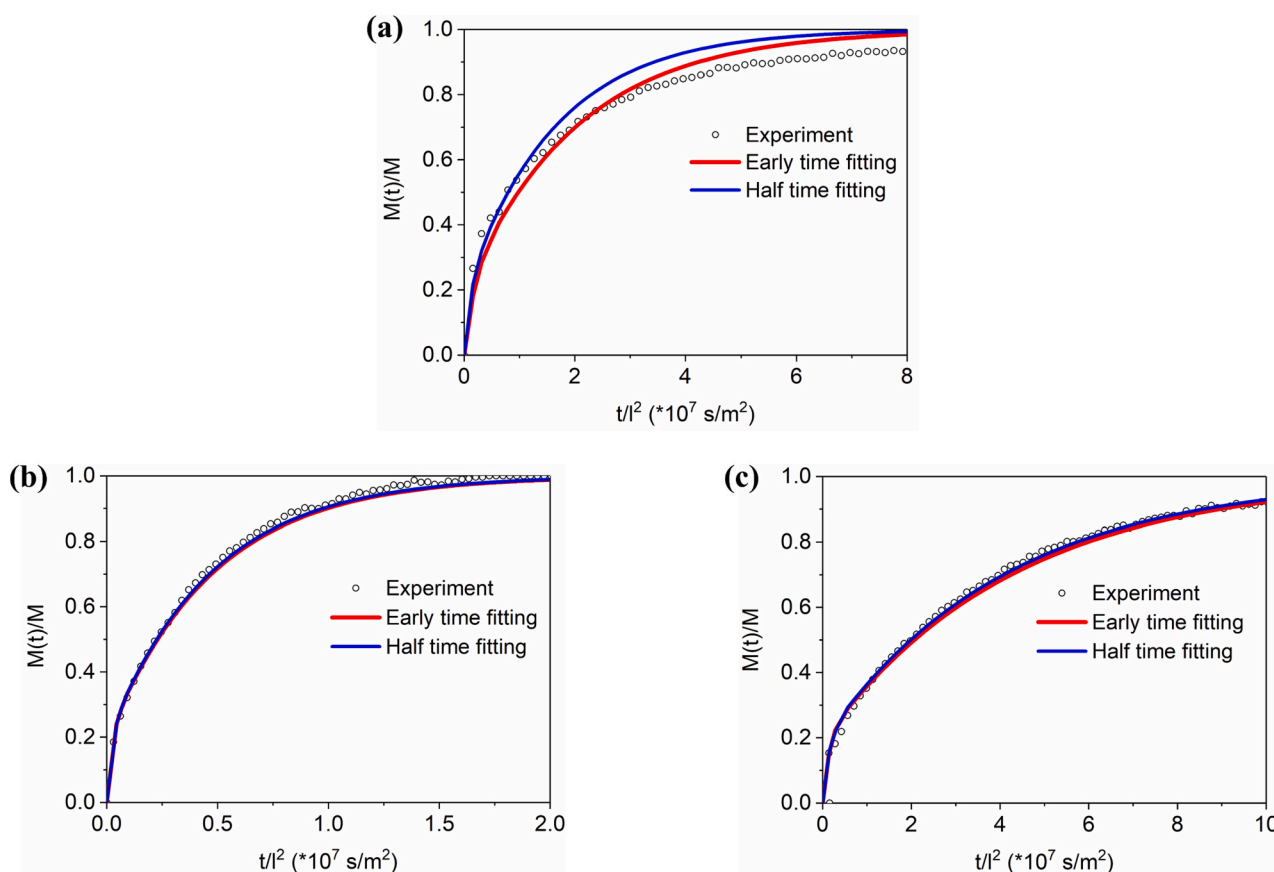 (a)
1.0
0.8
0.6
0.4
0.2
0.0
M(t)/M
Experiment
Early time fitting
Half time fitting
0 2 4 6 8
t/l² (*10⁷ s/m²)
(b)
1.0
0.8
0.6
0.4
0.2
0.0
M(t)/M
Experiment
Early time fitting
Half time fitting
0.0 0.5 1.0 1.5 2.0
t/l² (*10⁷ s/m²)
(c)
1.0
0.8
0.6
0.4
0.2
0.0
M(t)/M
Experiment
Early time fitting
Half time fitting
0 2 4 6 8 10
t/l² (*10⁷ s/m²)